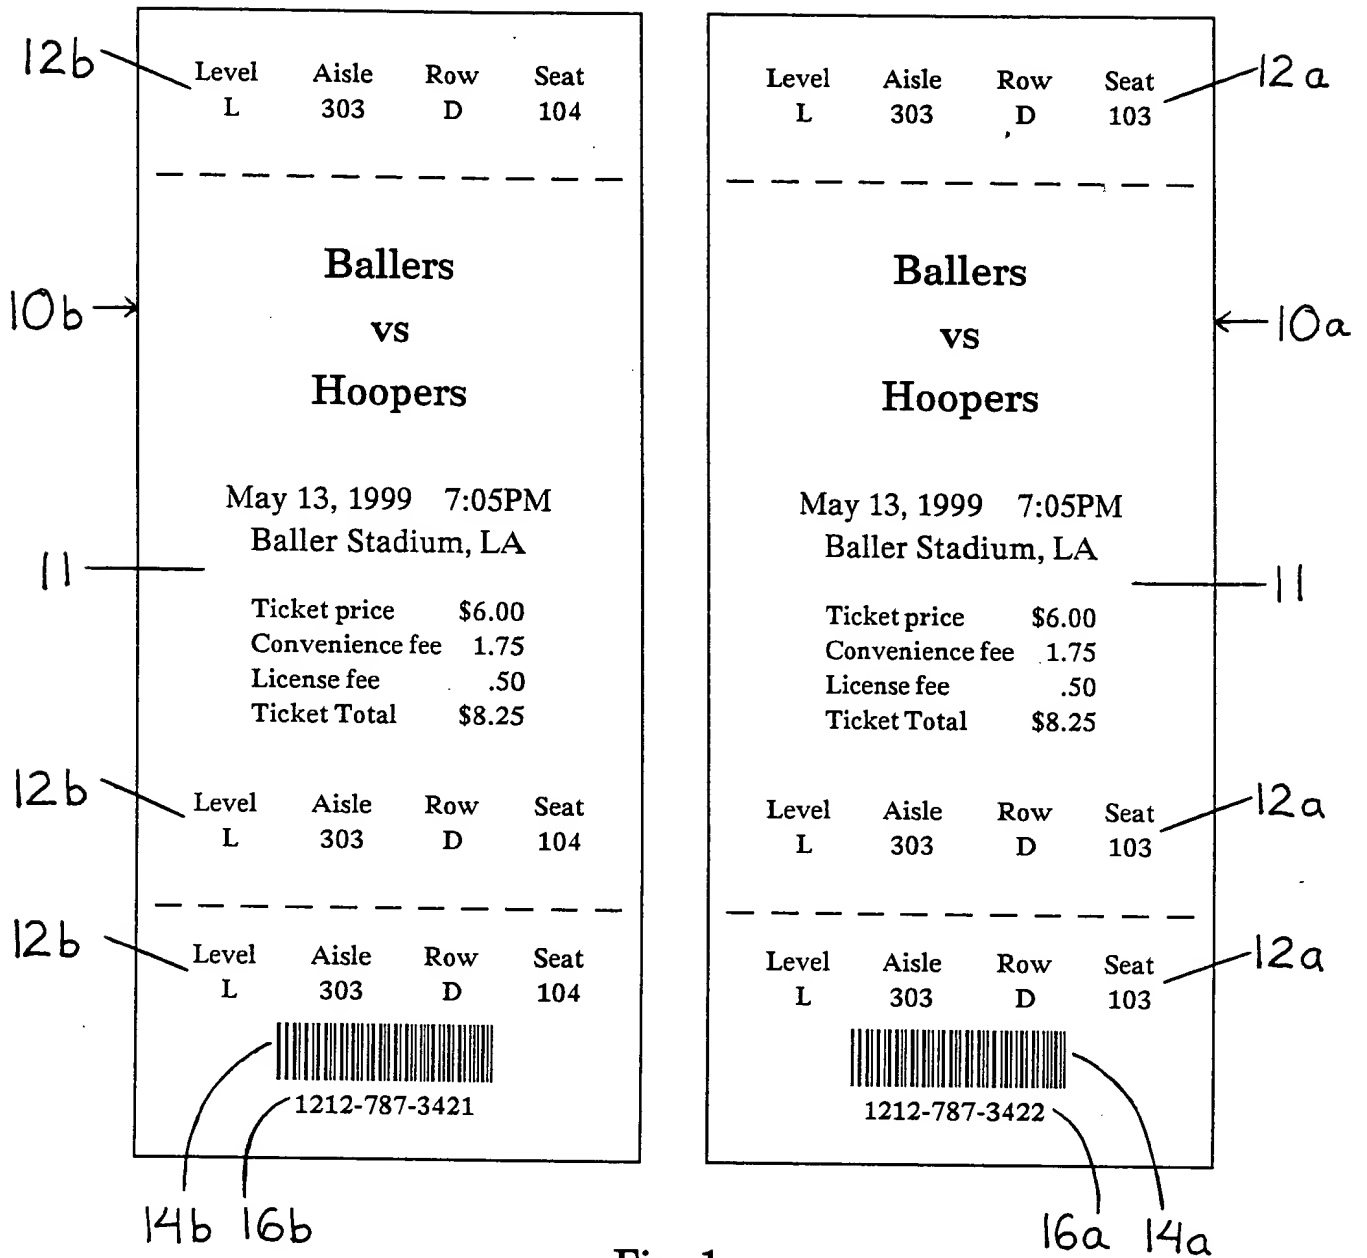 12b
Level Aisle Row Seat
L 303 D 104
10b
Ballers
vs
Hoopers
May 13, 1999 7:05PM
Baller Stadium, LA
11
Ticket price $6.00
Convenience fee 1.75
License fee .50
Ticket Total $8.25
12b
Level Aisle Row Seat
L 303 D 104
12b
Level Aisle Row Seat
L 303 D 104
1212-787-3421
14b 16b
12a
Level Aisle Row Seat
L 303 D 103
10a
Ballers
vs
Hoopers
May 13, 1999 7:05PM
Baller Stadium, LA
11
Ticket price $6.00
Convenience fee 1.75
License fee .50
Ticket Total $8.25
12a
Level Aisle Row Seat
L 303 D 103
12a
Level Aisle Row Seat
L 303 D 103
1212-787-3422
16a 14a